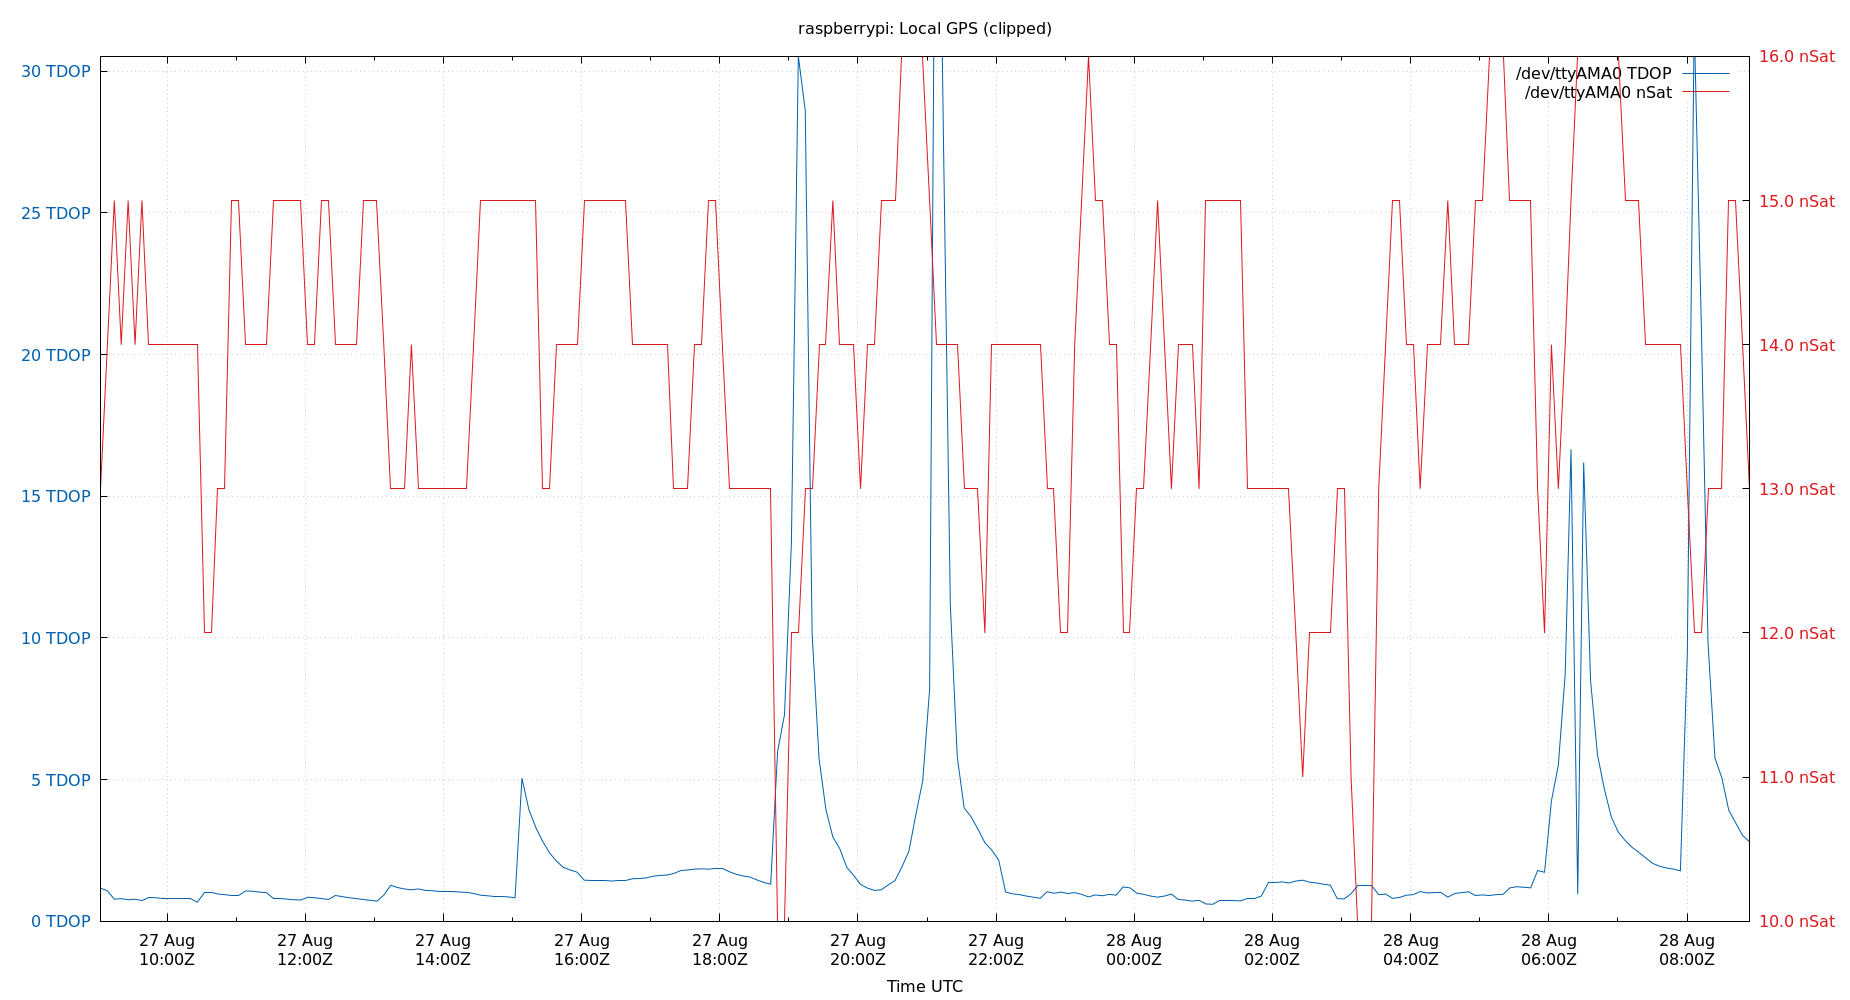 raspberrypi: Local GPS (clipped)
30 TDOP
25 TDOP
20 TDOP
15 TDOP
10 TDOP
5 TDOP
0 TDOP
/dev/ttyAMA0 TDOP
/dev/ttyAMA0 nSat
16.0 nSat
15.0 nSat
14.0 nSat
13.0 nSat
12.0 nSat
11.0 nSat
10.0 nSat
27 Aug
10:00Z
27 Aug
12:00Z
27 Aug
14:00Z
27 Aug
16:00Z
27 Aug
18:00Z
27 Aug
20:00Z
27 Aug
22:00Z
28 Aug
00:00Z
28 Aug
02:00Z
28 Aug
04:00Z
28 Aug
06:00Z
28 Aug
08:00Z
Time UTC